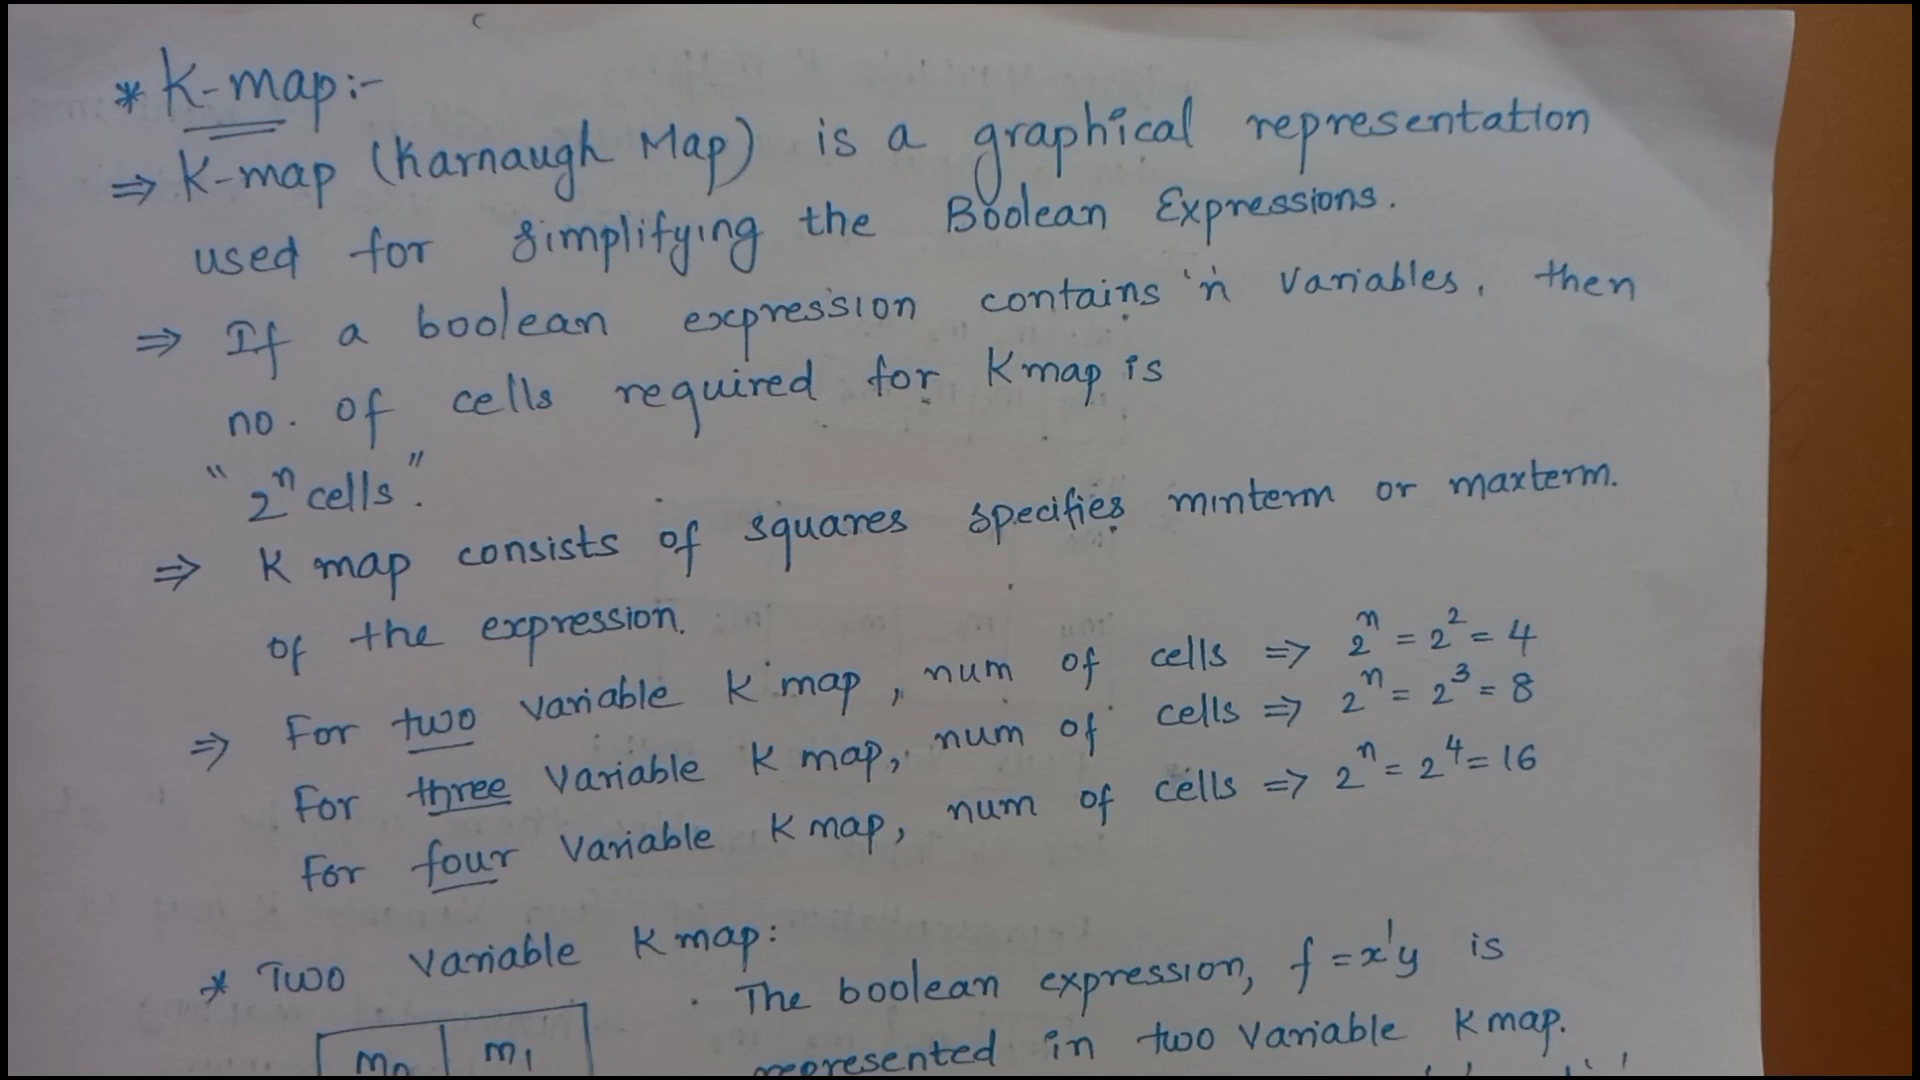 * K-map:-
⇒ K-map (Karnaugh Map) is a graphical representation
used for simplifying the Boolean Expressions.
⇒ If a boolean expression contains 'n' variables, then
no. of cells required for K map is
"2ⁿ cells".
⇒ K map consists of squares specifies minterm or maxterm.
of the expression.
⇒ For two variable K map, num of cells ⇒ 2ⁿ = 2² = 4
For three variable K map, num of cells ⇒ 2ⁿ = 2³ = 8
For four variable K map, num of cells ⇒ 2ⁿ = 2⁴ = 16
* Two variable K map:
m₀ m₁
The boolean expression, f = x'y is
represented in two variable K map.